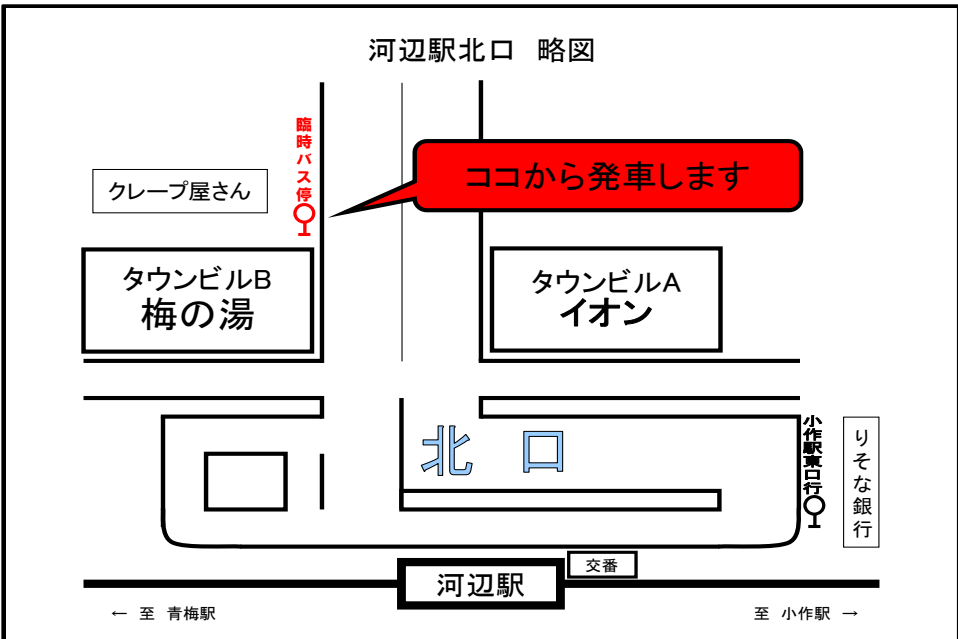 河辺駅北口　略図
臨時バス停
ココから発車します
クレープ屋さん
タウンビルB
梅の湯
タウンビルA
イオン
北　口
小作駅東口行
りそな銀行
交番
河辺駅
← 至 青梅駅
至 小作駅 →